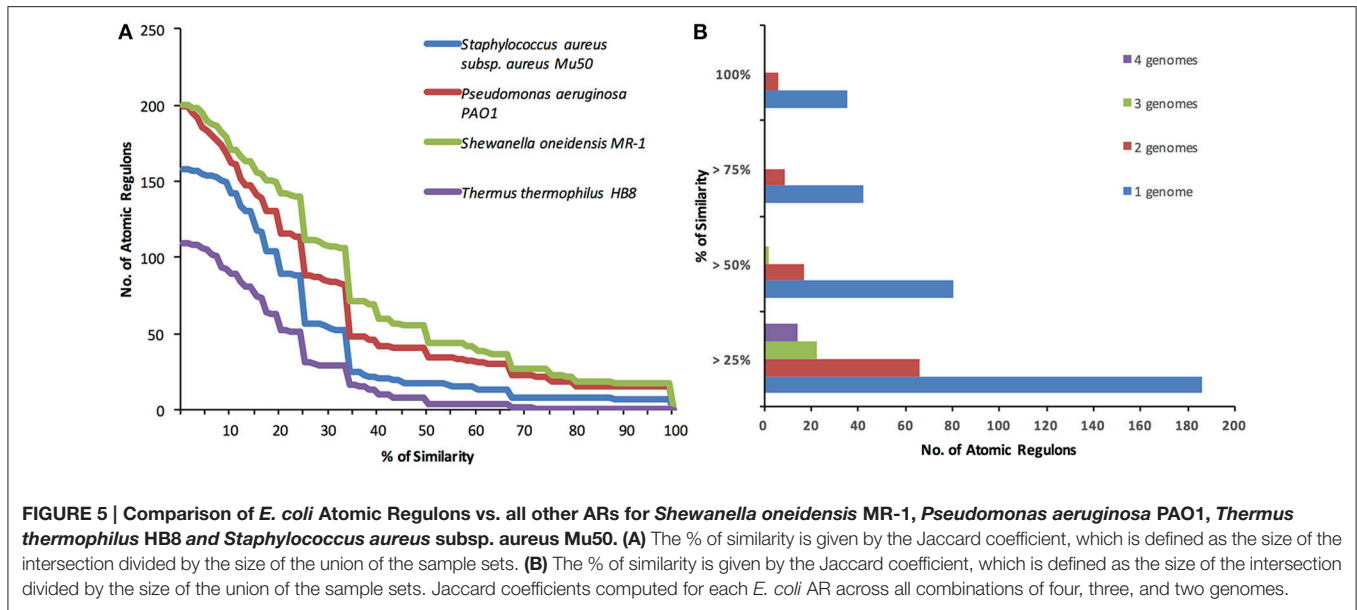 A
250
200
150
100
50
0
No. of Atomic Regulons
10 20 30 40 50 60 70 80 90 100
% of Similarity
Staphylococcus aureus
subsp. aureus Mu50
Pseudomonas aeruginosa
PAO1
Shewanella oneidensis MR-1
Thermus thermophilus HB8
B
100%
> 75%
> 50%
> 25%
% of Similarity
0 20 40 60 80 100 120 140 160 180 200
No. of Atomic Regulons
4 genomes
3 genomes
2 genomes
1 genome
FIGURE 5 | Comparison of E. coli Atomic Regulons vs. all other ARs for Shewanella oneidensis MR-1, Pseudomonas aeruginosa PAO1, Thermus
thermophilus HB8 and Staphylococcus aureus subsp. aureus Mu50. (A) The % of similarity is given by the Jaccard coefficient, which is defined as the size of the
intersection divided by the size of the union of the sample sets. (B) The % of similarity is given by the Jaccard coefficient, which is defined as the size of the intersection
divided by the size of the union of the sample sets. Jaccard coefficients computed for each E. coli AR across all combinations of four, three, and two genomes.